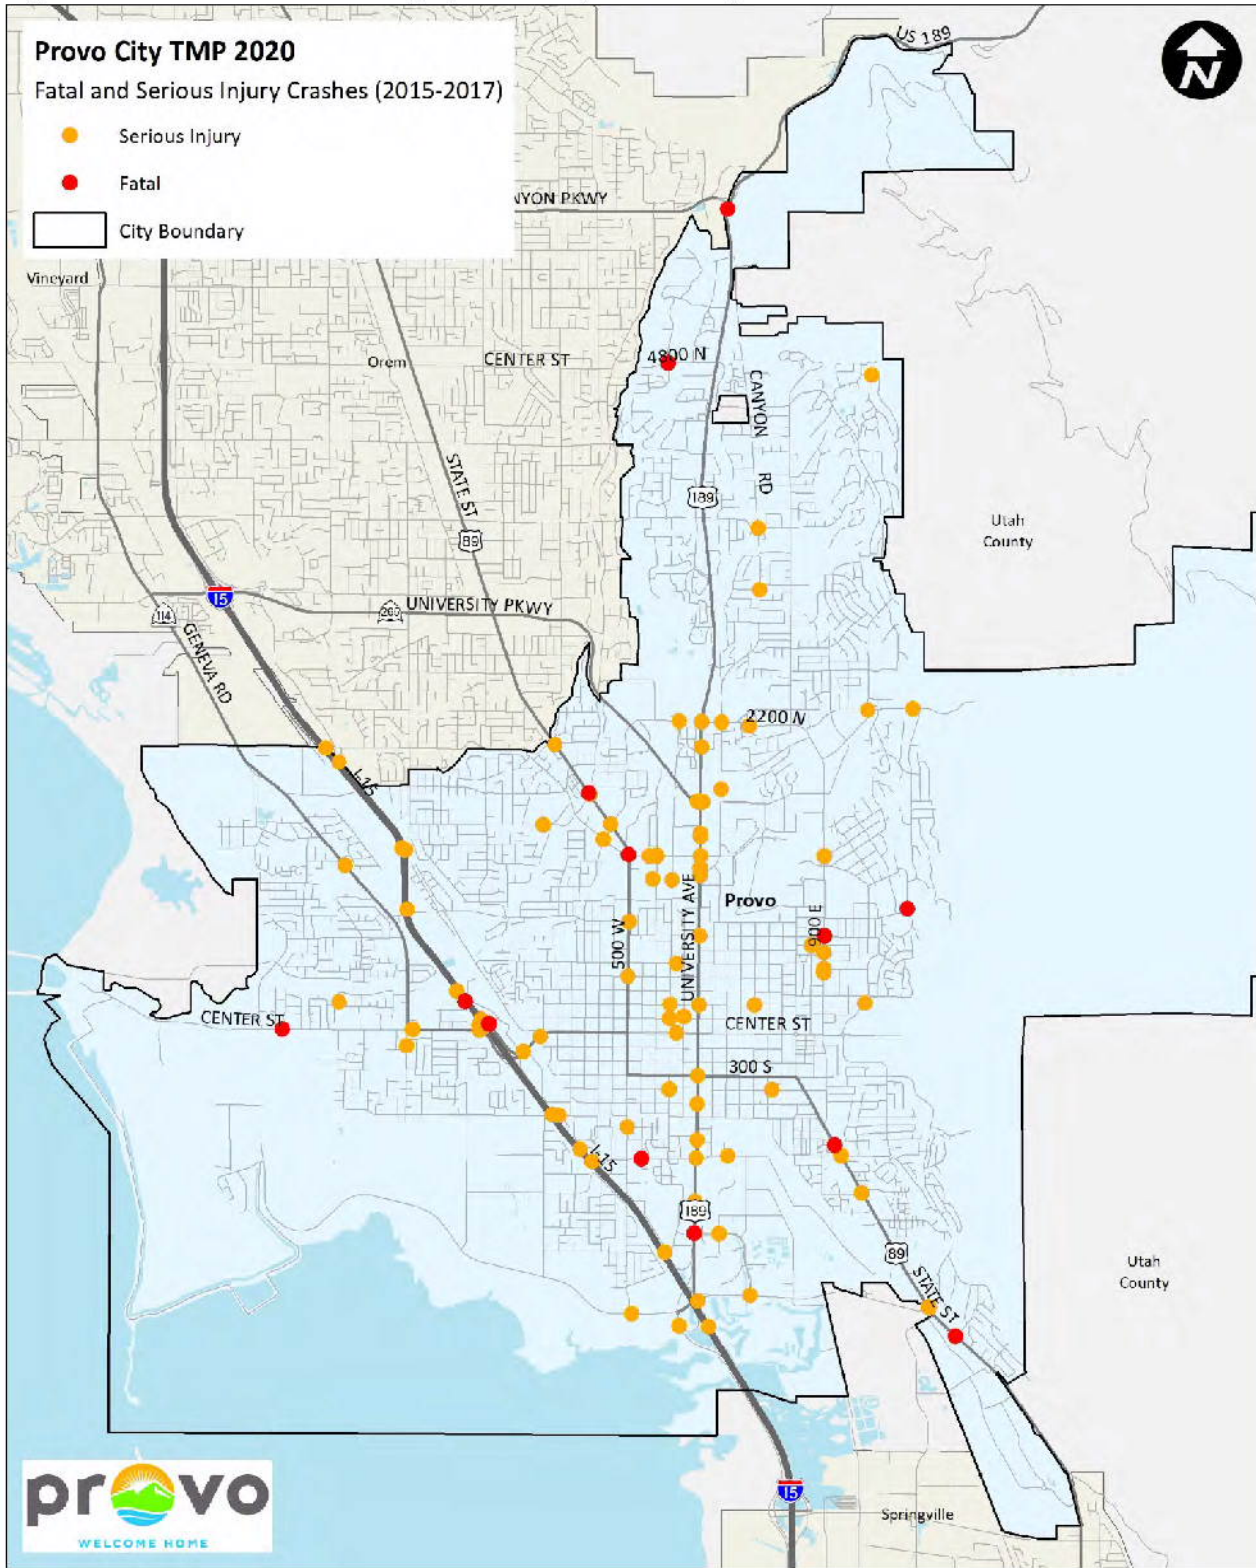 Provo City TMP 2020
Fatal and Serious Injury Crashes (2015-2017)
Serious Injury
Fatal
City Boundary
US 189
N
NYON PKWY
Vineyard
Orem
CENTER ST
4800 N
CANYON RD
STATE ST
189
89
Utah
County
15
114
265
UNIVERSITY PKWY
GENEVA RD
2200 N
I-15
UNIVERSITY AVE
Provo
500 W
900 E
CENTER ST
CENTER ST
300 S
I-15
189
89
STATE ST
Utah
County
provo
WELCOME HOME
15
Springville